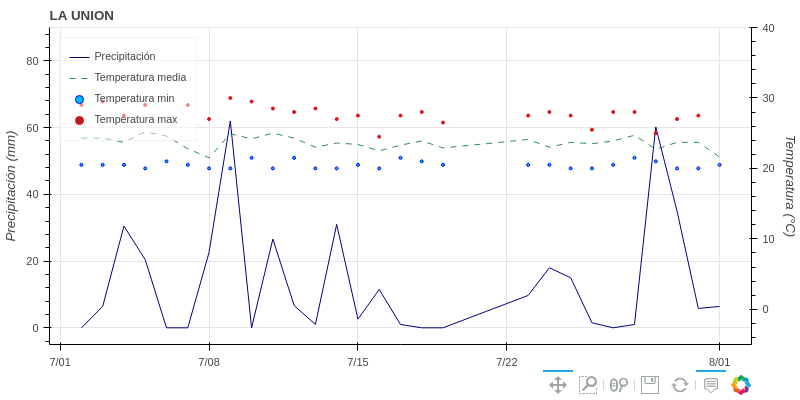 LA UNION
Precipitación
Temperatura media
Temperatura min
Temperatura max
Precipitación (mm)
Temperatura (°C)
80
60
40
20
0
40
30
20
10
0
7/01
7/08
7/15
7/22
8/01